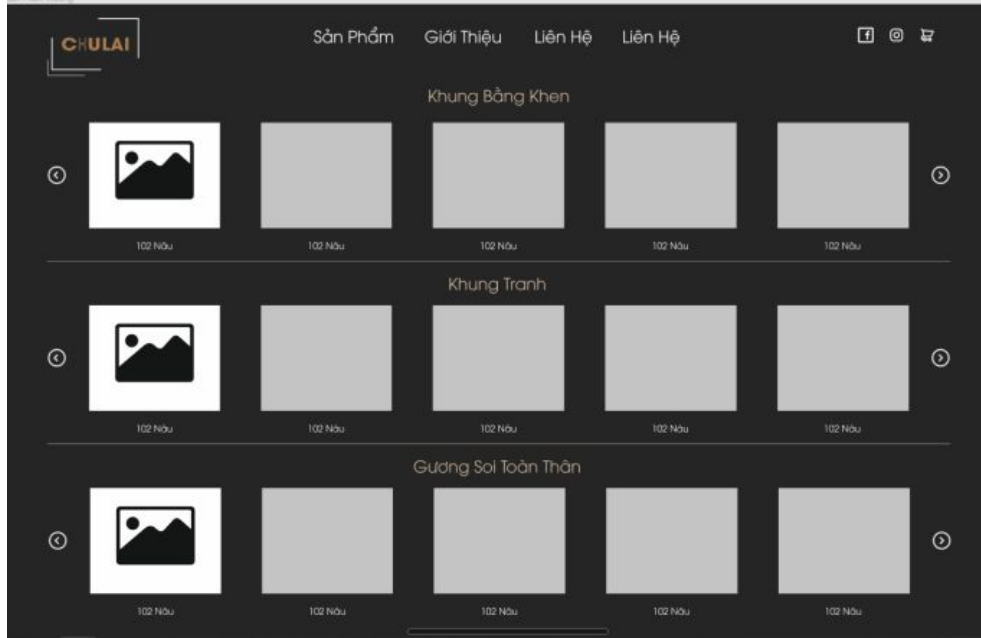 CHULAI
Sản Phẩm Giới Thiệu Liên Hệ Liên Hệ
Khung Bằng Khen
102 Nâu 102 Nâu 102 Nâu 102 Nâu 102 Nâu
Khung Tranh
102 Nâu 102 Nâu 102 Nâu 102 Nâu 102 Nâu
Gương Soi Toàn Thân
102 Nâu 102 Nâu 102 Nâu 102 Nâu 102 Nâu